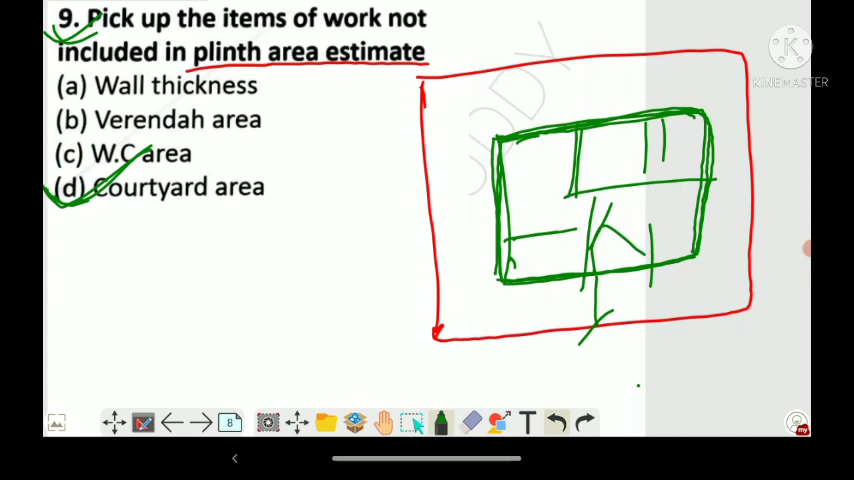 9. Pick up the items of work not
included in plinth area estimate
(a) Wall thickness
(b) Verendah area
(c) W.C area
(d) Courtyard area
KINEMASTER
8
T
my